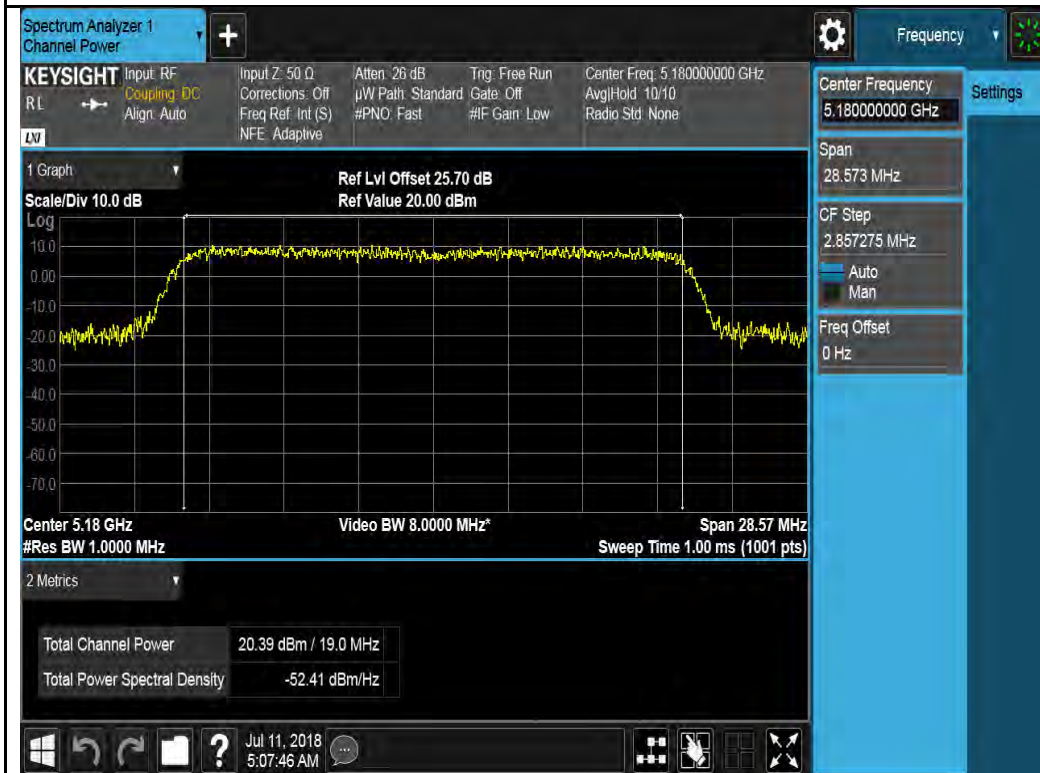 Spectrum Analyzer 1
Channel Power
+
Frequency
KEYSIGHT
R L
LXI
Input: RF
Coupling: DC
Align: Auto
Input Z: 50 Ω
Corrections: Off
Freq Ref: Int (S)
NFE: Adaptive
Atten: 26 dB
µW Path: Standard
#PNO: Fast
Trig: Free Run
Gate: Off
#IF Gain: Low
Center Freq: 5.180000000 GHz
Avg|Hold: 10/10
Radio Std: None
Center Frequency
5.180000000 GHz
Settings
Span
28.573 MHz
CF Step
2.857275 MHz
Auto
Man
Freq Offset
0 Hz
1 Graph
Scale/Div 10.0 dB
Ref Lvl Offset 25.70 dB
Ref Value 20.00 dBm
Log
10.0
0.00
-10.0
-20.0
-30.0
-40.0
-50.0
-60.0
-70.0
Center 5.18 GHz
#Res BW 1.0000 MHz
Video BW 8.0000 MHz*
Span 28.57 MHz
Sweep Time 1.00 ms (1001 pts)
2 Metrics
Total Channel Power 20.39 dBm / 19.0 MHz
Total Power Spectral Density -52.41 dBm/Hz
?
Jul 11, 2018
5:07:46 AM